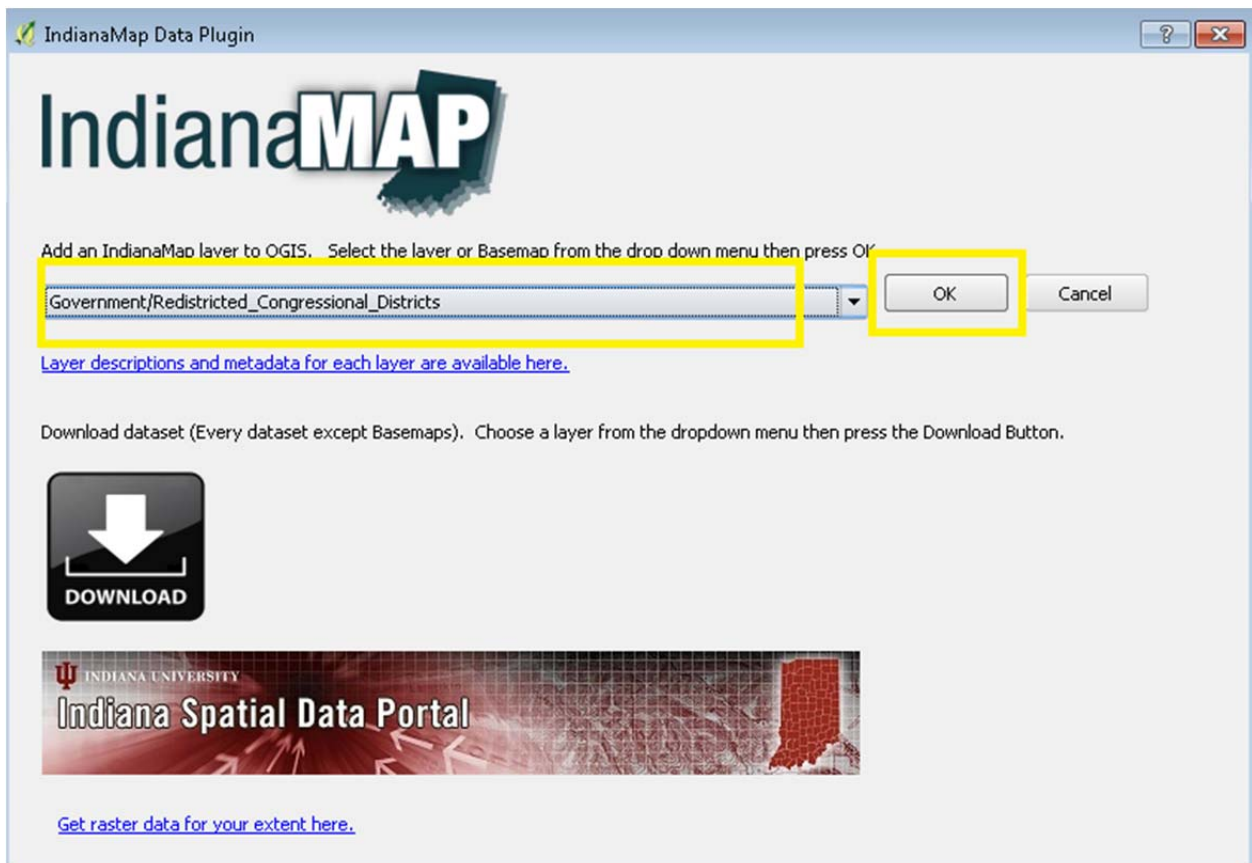 IndianaMap Data Plugin
IndianaMAP
Add an IndianaMap layer to QGIS. Select the layer or Basemap from the drop down menu then press OK
Government/Redistricted_Congressional_Districts
OK
Cancel
Layer descriptions and metadata for each layer are available here.
Download dataset (Every dataset except Basemaps). Choose a layer from the dropdown menu then press the Download Button.
DOWNLOAD
INDIANA UNIVERSITY
Indiana Spatial Data Portal
Get raster data for your extent here.